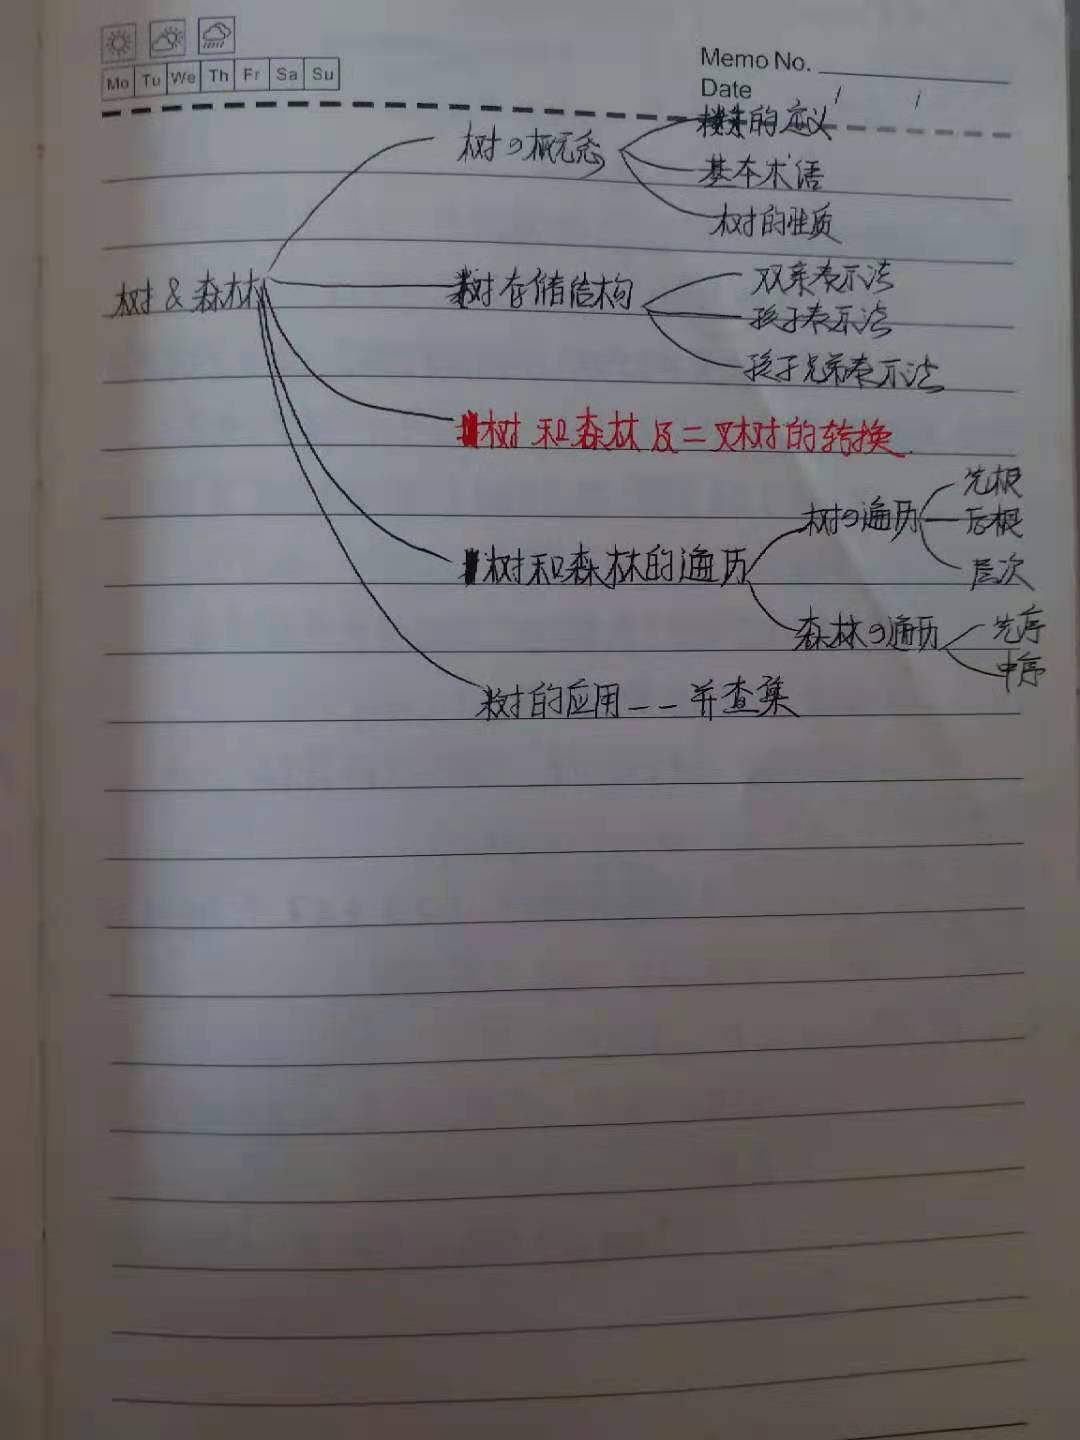 Mo Tu We Th Fr Sa Su
Memo No.
Date / /
树の概念
树的定义
基本术语
树的性质
树 & 森林
树存储结构
双亲表示法
孩子表示法
孩子兄弟表示法
树和森林及二叉树的转换
树和森林的遍历
树の遍历
先根
后根
层次
森林の遍历
先序
中序
树的应用——并查集